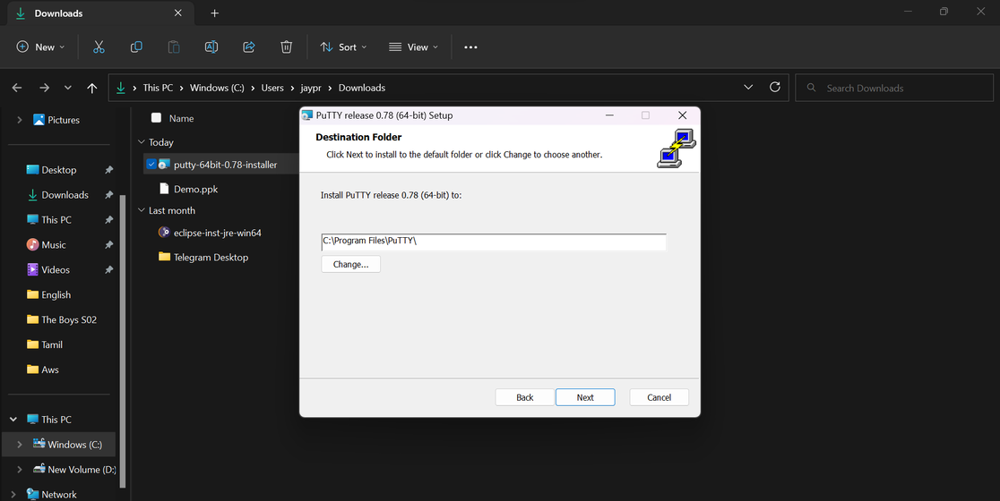 Downloads
New
Sort
View
This PC
Windows (C:)
Users
jaypr
Downloads
Search Downloads
Pictures
Desktop
Downloads
This PC
Music
Videos
English
The Boys S02
Tamil
Aws
This PC
Windows (C:)
New Volume (D:)
Network
Name
Today
putty-64bit-0.78-installer
Demo.ppk
Last month
eclipse-inst-jre-win64
Telegram Desktop
PuTTY release 0.78 (64-bit) Setup
Destination Folder
Click Next to install to the default folder or click Change to choose another.
Install PuTTY release 0.78 (64-bit) to:
C:\Program Files\PuTTY\
Change...
Back
Next
Cancel